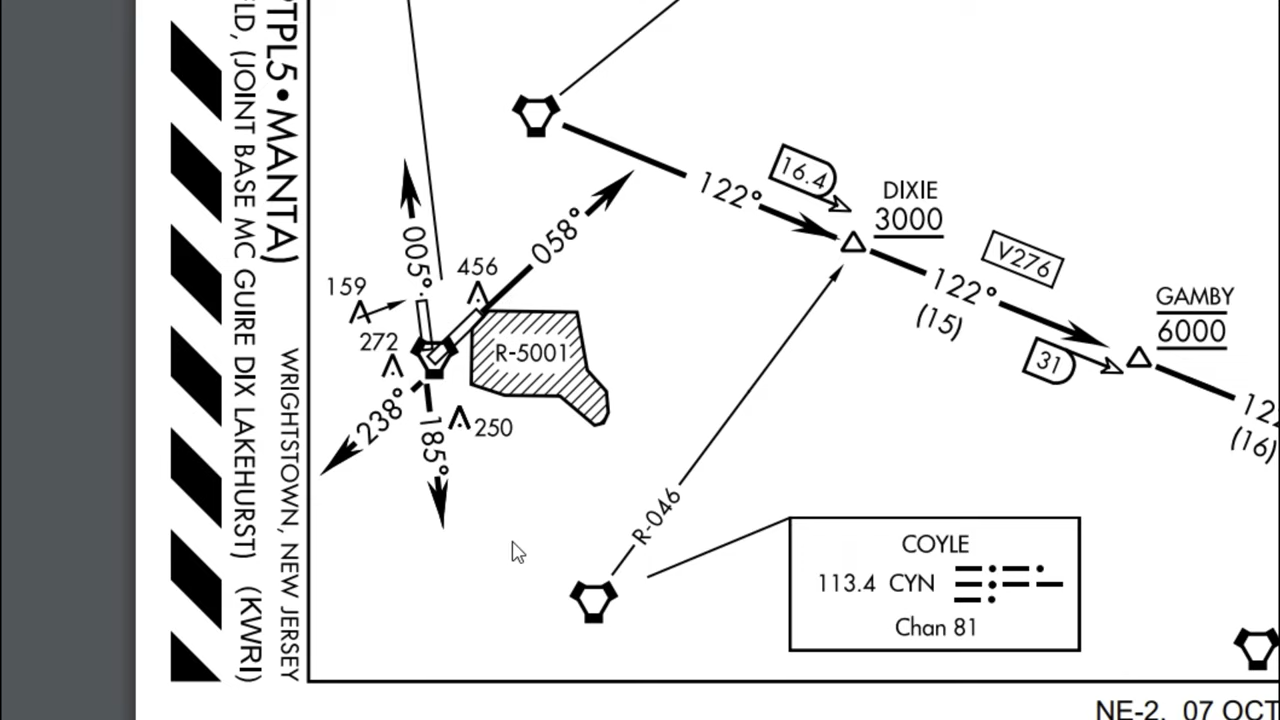 TPL5•MANTA)
LD, (JOINT BASE MC GUIRE DIX LAKEHURST) (KWRI)
WRIGHTSTOWN, NEW JERSEY
122°
16.4
DIXIE
3000
V276
122°
(15)
GAMBY
6000
31
122
(16)
005°
058°
456
159
272
R-5001
238°
185°
250
R-046
COYLE
113.4 CYN
Chan 81
NE-2, 07 OCT